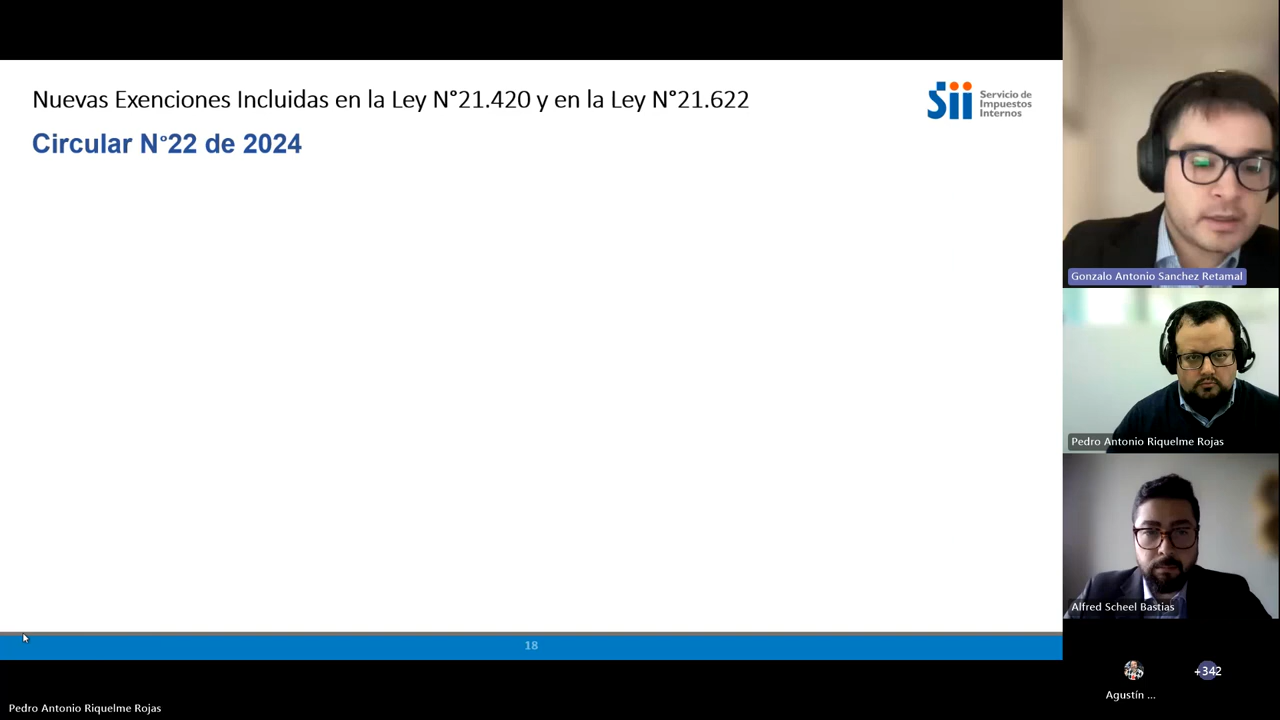 Nuevas Exenciones Incluidas en la Ley N°21.420 y en la Ley N°21.622
Circular N°22 de 2024
sii Servicio de
Impuestos
Internos
18
Gonzalo Antonio Sanchez Retamal
Pedro Antonio Riquelme Rojas
Alfred Scheel Bastias
Agustín ...
+342
Pedro Antonio Riquelme Rojas